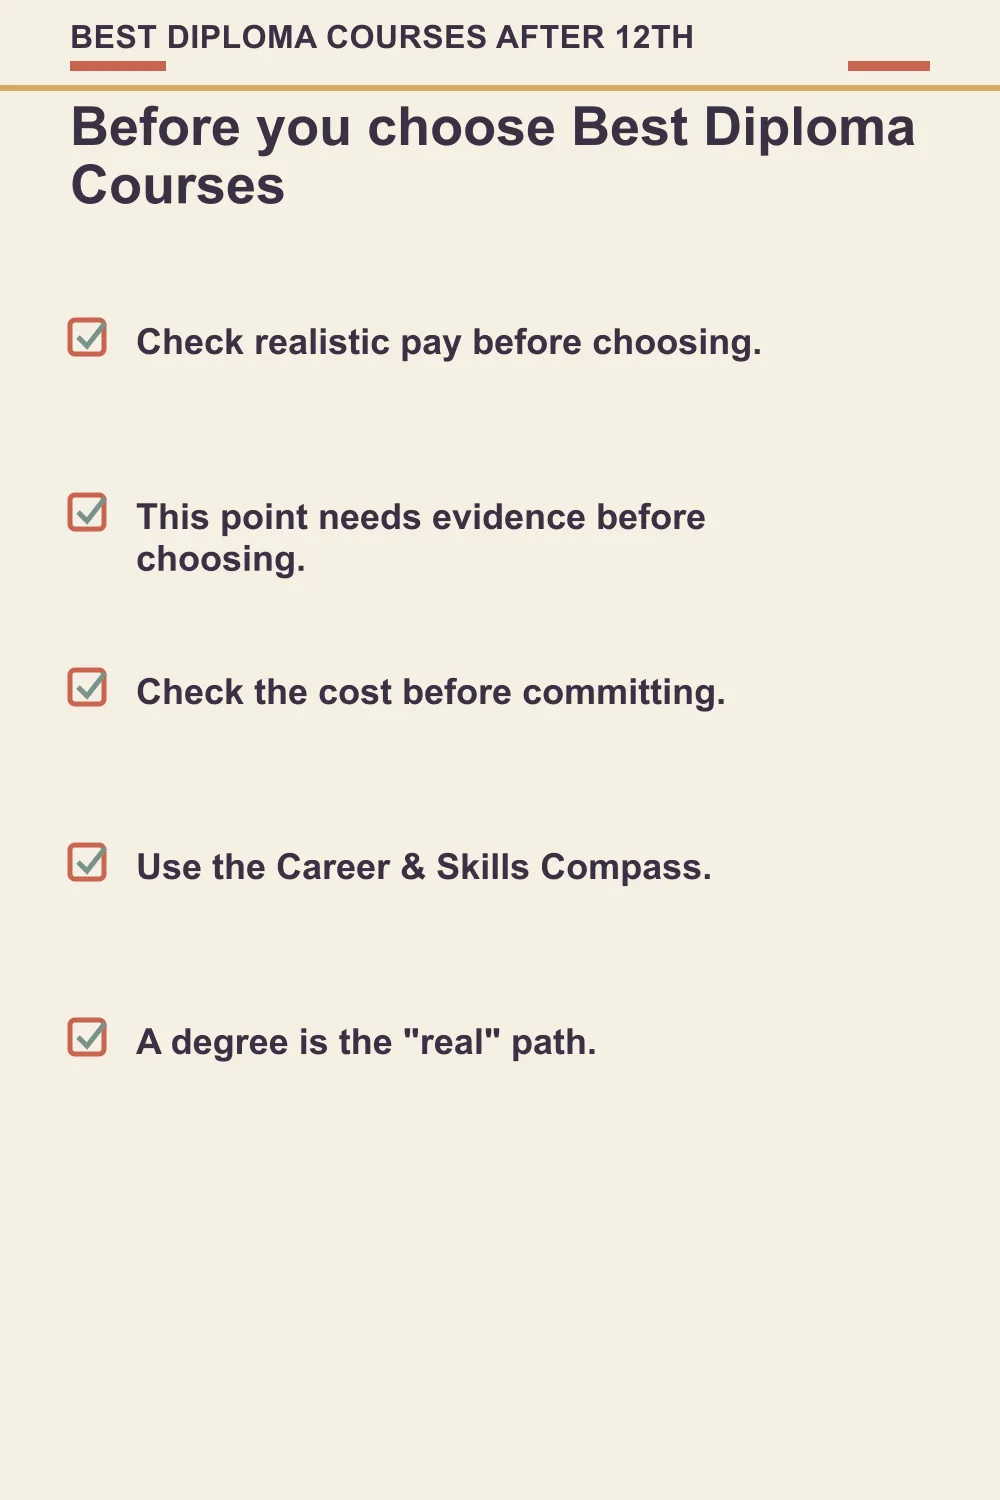 BEST DIPLOMA COURSES AFTER 12TH
Before you choose Best Diploma
Courses
Check realistic pay before choosing.
This point needs evidence before
choosing.
Check the cost before committing.
Use the Career & Skills Compass.
A degree is the "real" path.